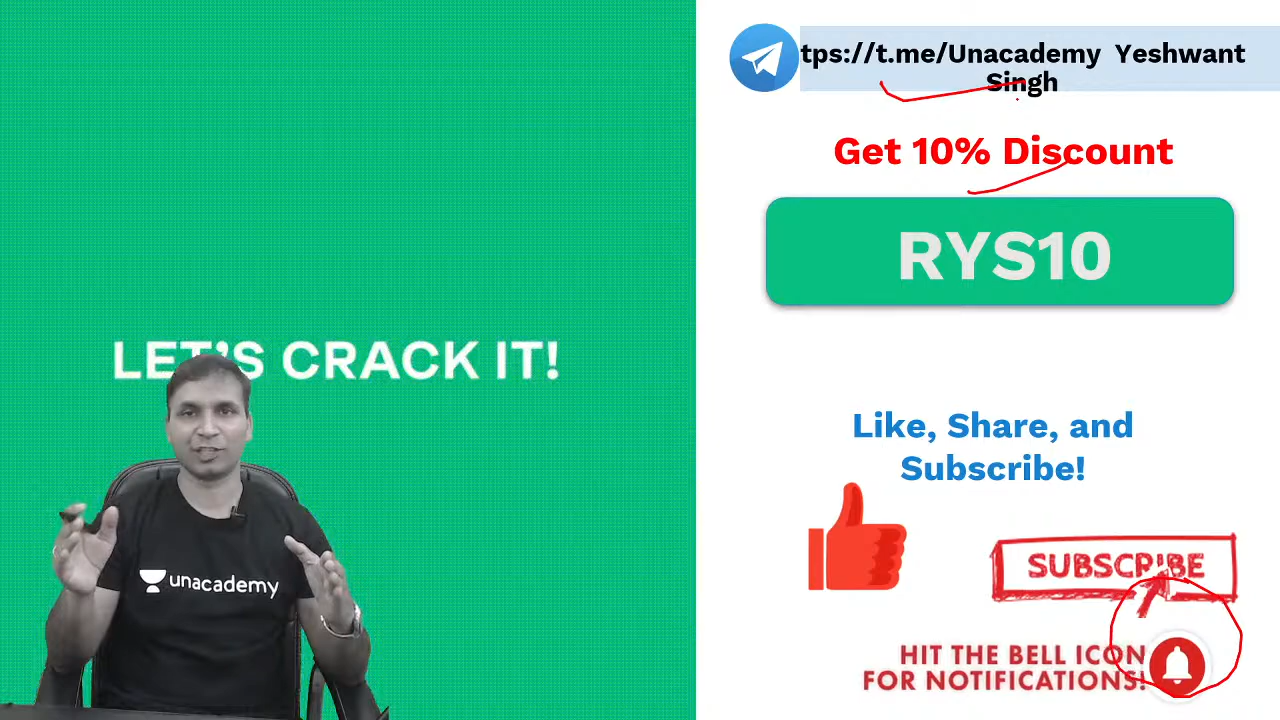 tps://t.me/Unacademy Yeshwant
Singh
Get 10% Discount
RYS10
LET'S CRACK IT!
Like, Share, and
Subscribe!
SUBSCRIBE
unacademy
HIT THE BELL ICON
FOR NOTIFICATIONS!